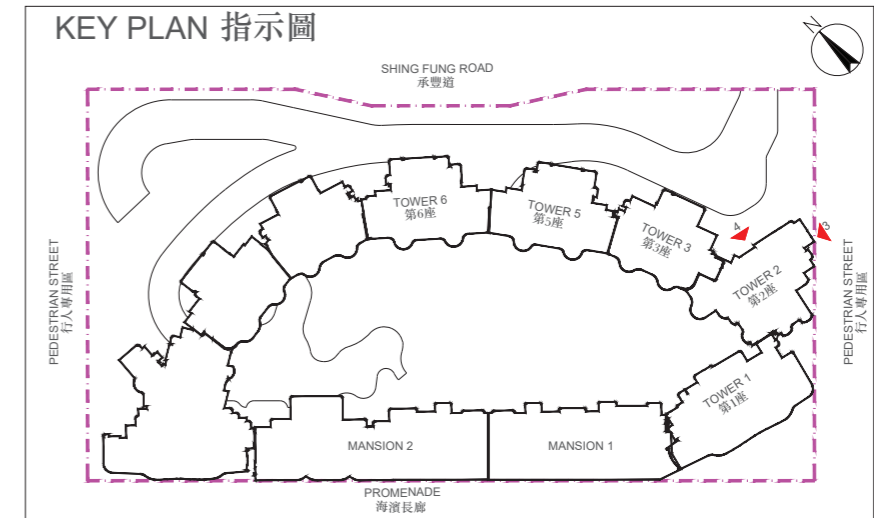 KEY PLAN 指示圖
N
SHING FUNG ROAD
承豐道
TOWER 6
第6座
TOWER 5
第5座
TOWER 3
第3座
4
3
TOWER 2
第2座
PEDESTRIAN STREET
行人專用區
PEDESTRIAN STREET
行人專用區
TOWER 1
第1座
MANSION 2
MANSION 1
PROMENADE
海濱長廊